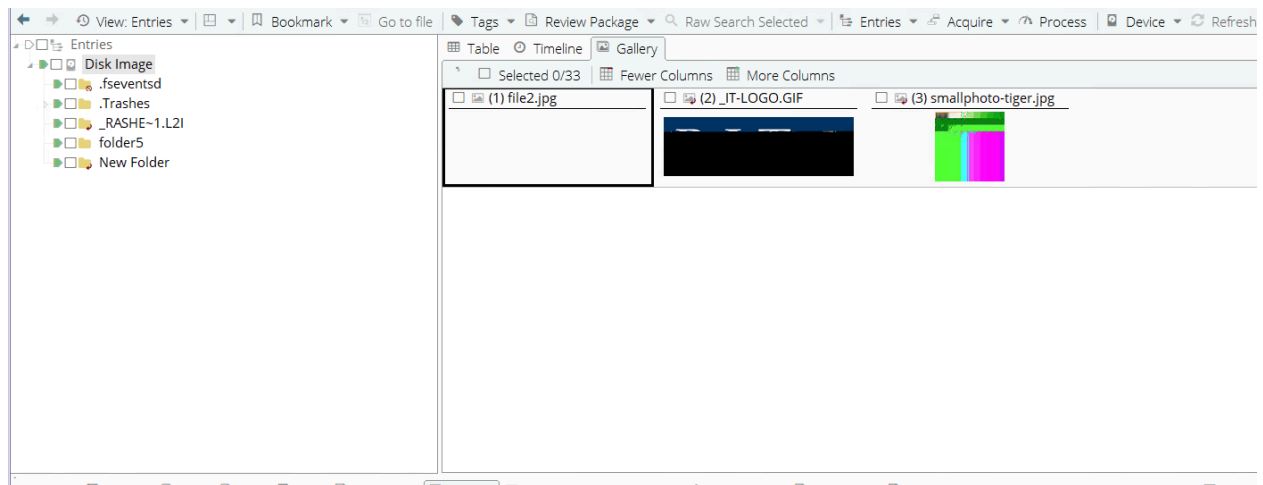 View: Entries Bookmark Go to file Tags Review Package Raw Search Selected Entries Acquire Process Device Refresh
Entries
Disk Image
.fseventsd
.Trashes
_RASHE~1.L2I
folder5
New Folder
Table Timeline Gallery
Selected 0/33 Fewer Columns More Columns
(1) file2.jpg (2) _IT-LOGO.GIF (3) smallphoto-tiger.jpg